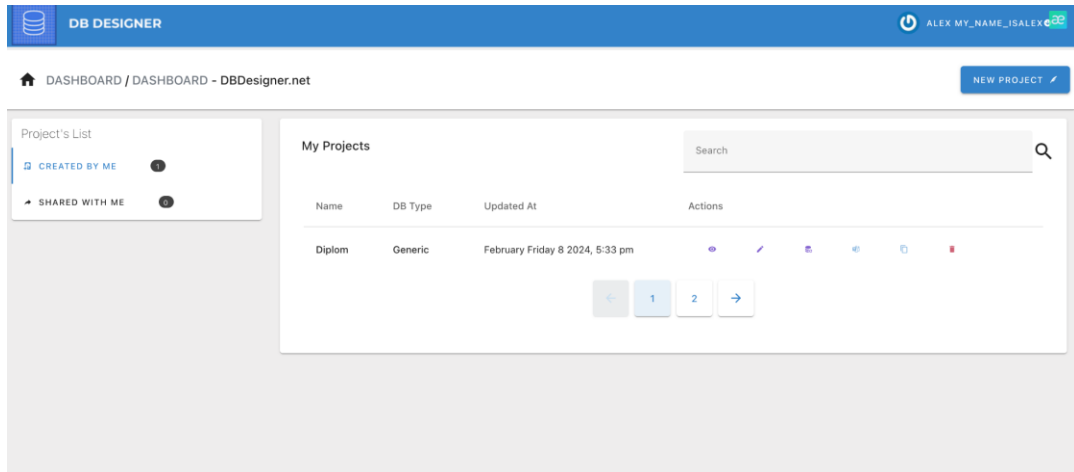 DB DESIGNER
ALEX MY_NAME_ISALEX
DASHBOARD / DASHBOARD - DBDesigner.net
NEW PROJECT
Project's List
CREATED BY ME 1
SHARED WITH ME 0
My Projects
Search
Name DB Type Updated At Actions
Diplom Generic February Friday 8 2024, 5:33 pm
1 2